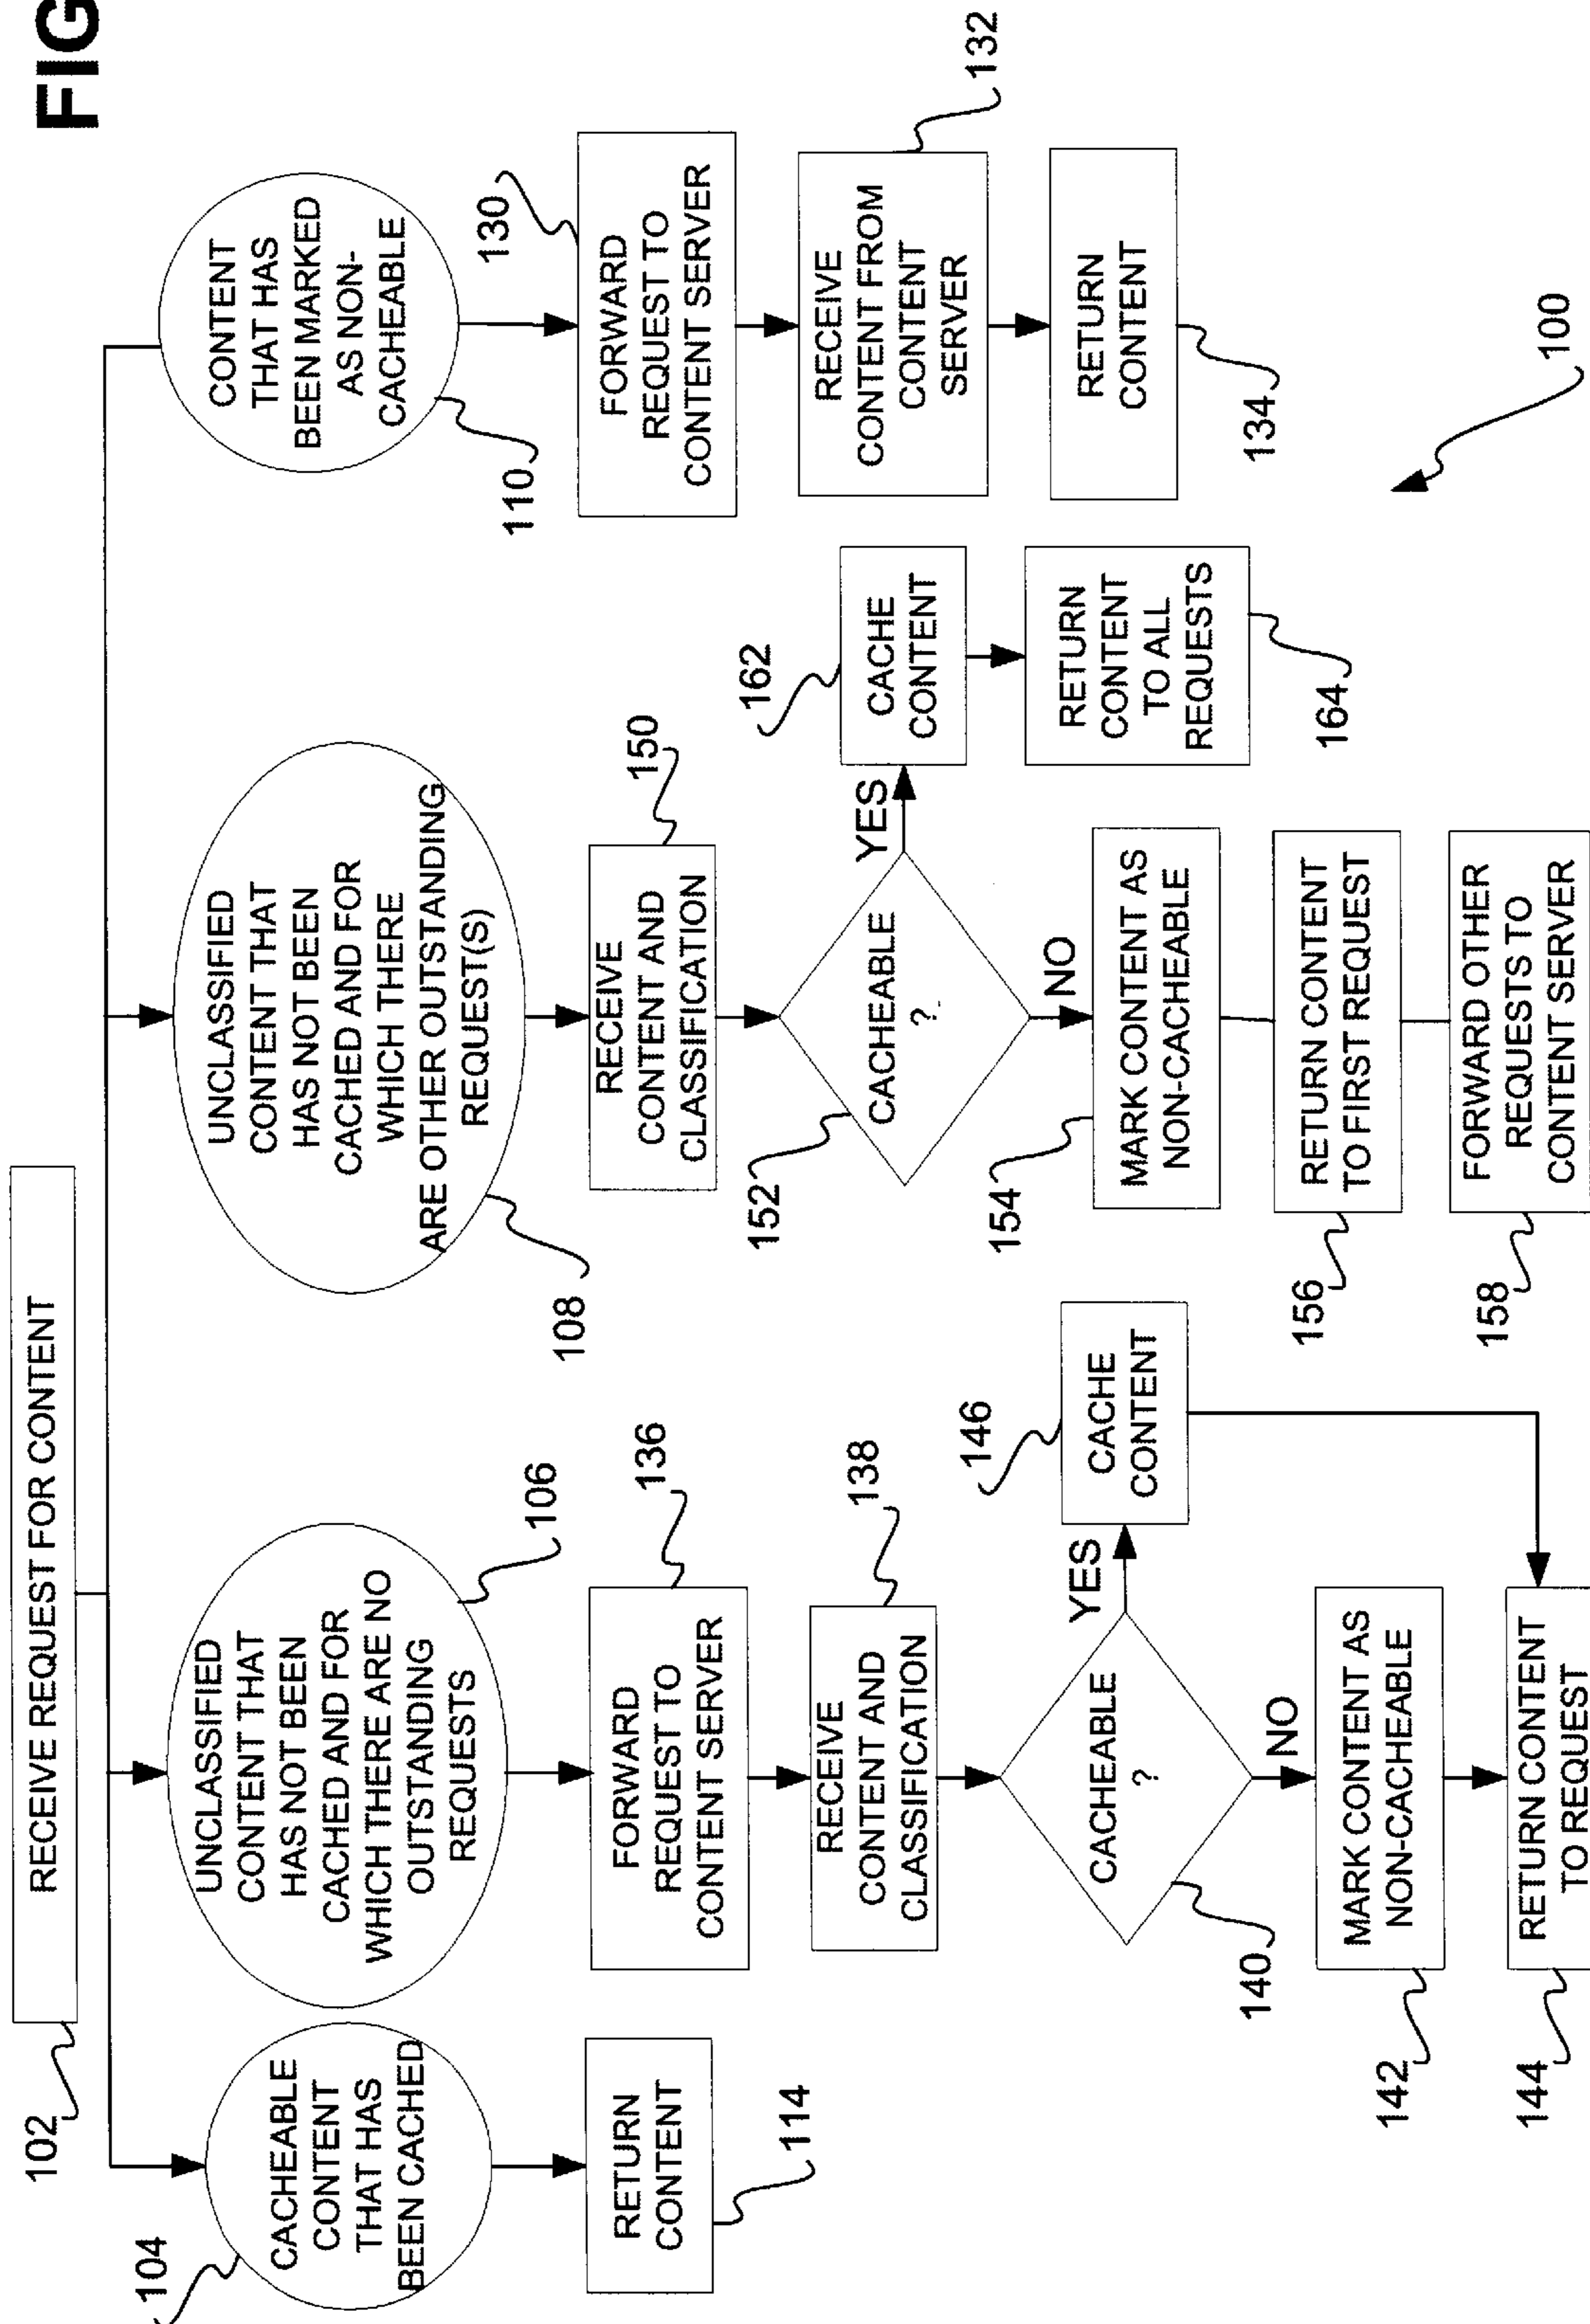 FIG
RECEIVE REQUEST FOR CONTENT
102
104
CACHEABLE
CONTENT
THAT HAS
BEEN CACHED
RETURN
CONTENT
114
UNCLASSIFIED
CONTENT THAT
HAS NOT BEEN
CACHED AND FOR
WHICH THERE ARE NO
OUTSTANDING
REQUESTS
106
FORWARD
REQUEST TO
CONTENT SERVER
136
RECEIVE
CONTENT AND
CLASSIFICATION
138
CACHEABLE
?
140
YES
146
CACHE
CONTENT
NO
MARK CONTENT AS
NON-CACHEABLE
142
RETURN CONTENT
TO REQUEST
144
UNCLASSIFIED
CONTENT THAT
HAS NOT BEEN
CACHED AND FOR
WHICH THERE
ARE OTHER OUTSTANDING
REQUEST(S)
108
RECEIVE
CONTENT AND
CLASSIFICATION
150
CACHEABLE
?
152
YES
162
CACHE
CONTENT
RETURN
CONTENT
TO ALL
REQUESTS
164
NO
MARK CONTENT AS
NON-CACHEABLE
154
RETURN CONTENT
TO FIRST REQUEST
156
FORWARD OTHER
REQUESTS TO
CONTENT SERVER
158
CONTENT
THAT HAS
BEEN MARKED
AS NON-
CACHEABLE
110
130
FORWARD
REQUEST TO
CONTENT SERVER
RECEIVE
CONTENT FROM
CONTENT
SERVER
132
RETURN
CONTENT
134
100